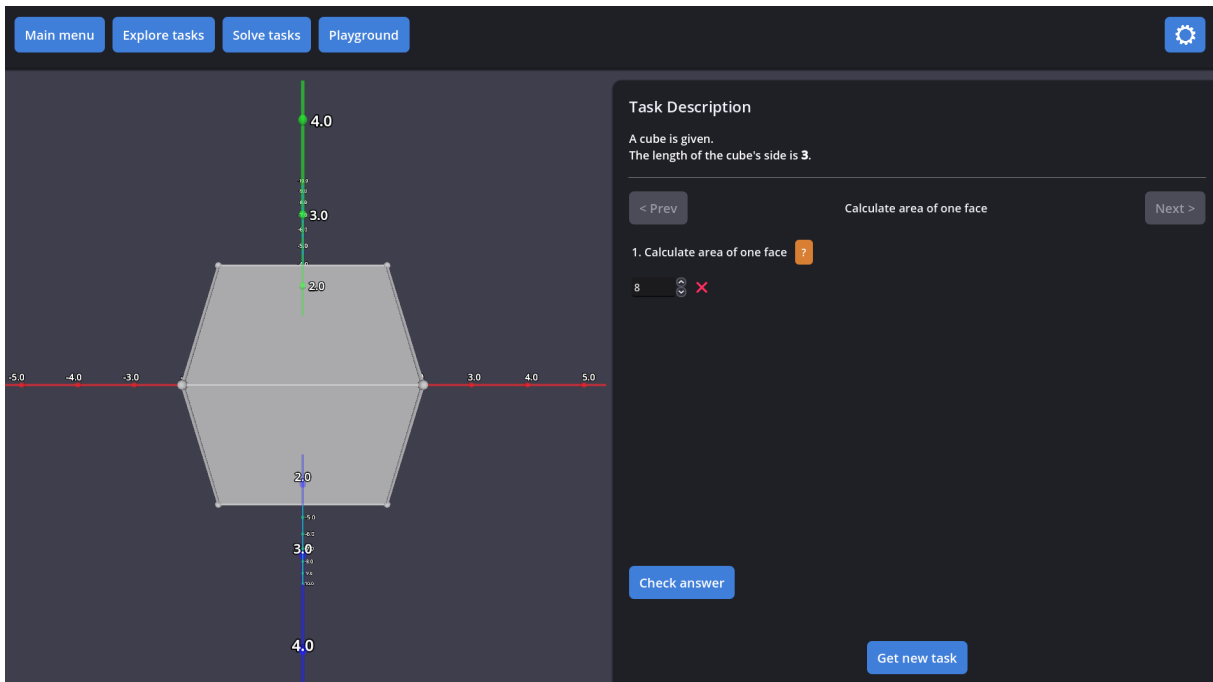 Main menu
Explore tasks
Solve tasks
Playground
4.0
3.0
2.0
-5.0 -4.0 -3.0 3.0 4.0 5.0
2.0
-5.0
3.0
4.0
Task Description
A cube is given.
The length of the cube's side is 3.
< Prev
Calculate area of one face
Next >
1. Calculate area of one face ?
8
Check answer
Get new task